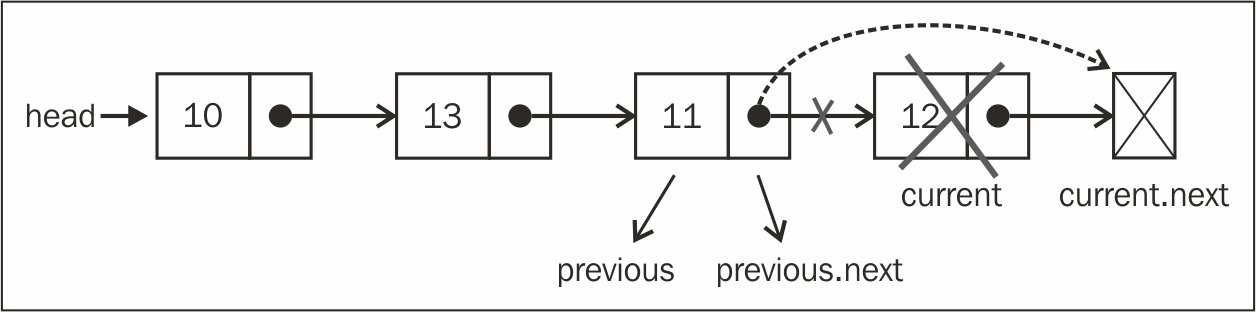 head 10 13 11 12
current current.next
previous previous.next